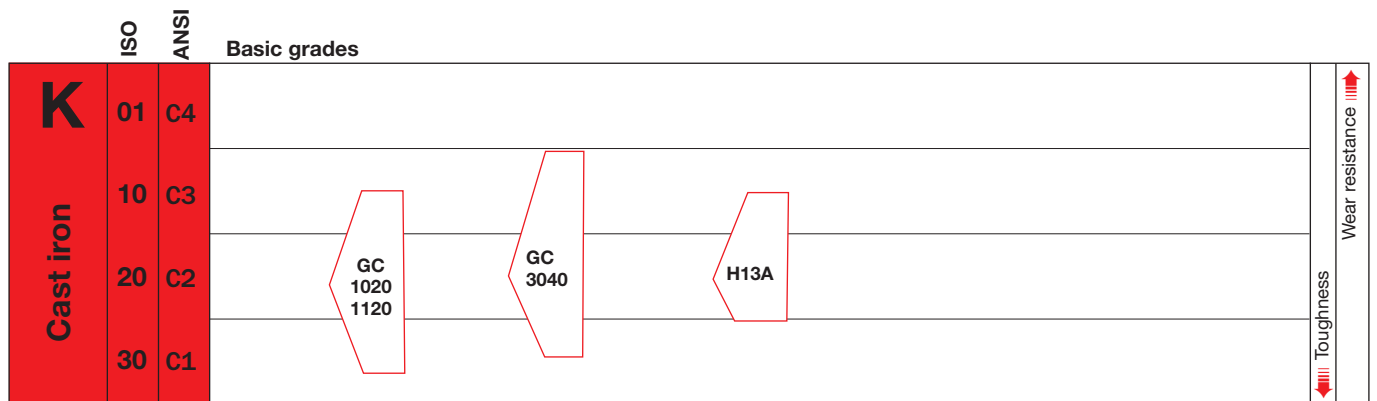 ISO
ANSI
Basic grades
K
Cast iron
01 C4
10 C3
20 C2
30 C1
GC
1020
1120
GC
3040
H13A
Toughness
Wear resistance